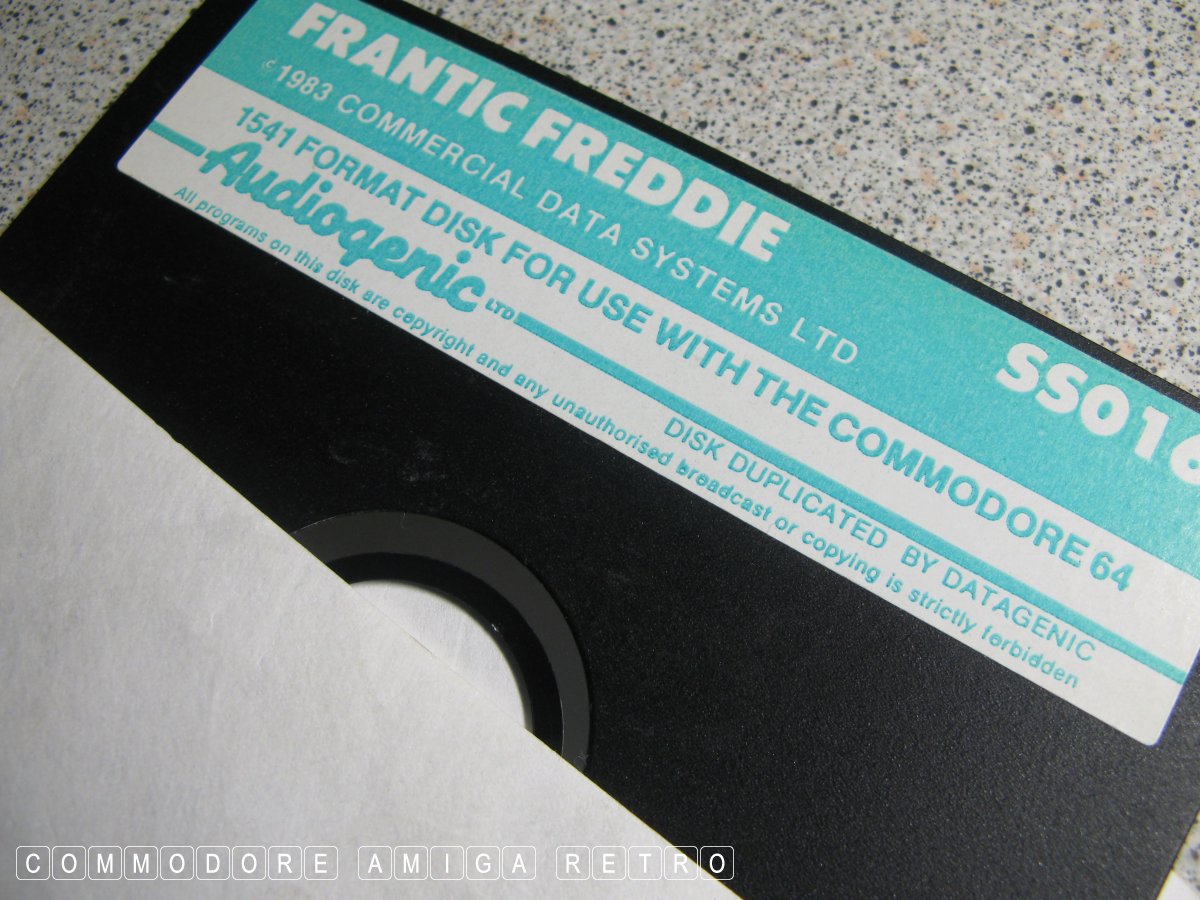 FRANTIC FREDDIE
©1983 COMMERCIAL DATA SYSTEMS LTD
SS016
1541 FORMAT DISK FOR USE WITH THE COMMODORE 64
Audiogenic LTD
DISK DUPLICATED BY DATAGENIC
All programs on this disk are copyright and any unauthorised broadcast or copying is strictly forbidden
COMMODORE AMIGA RETRO